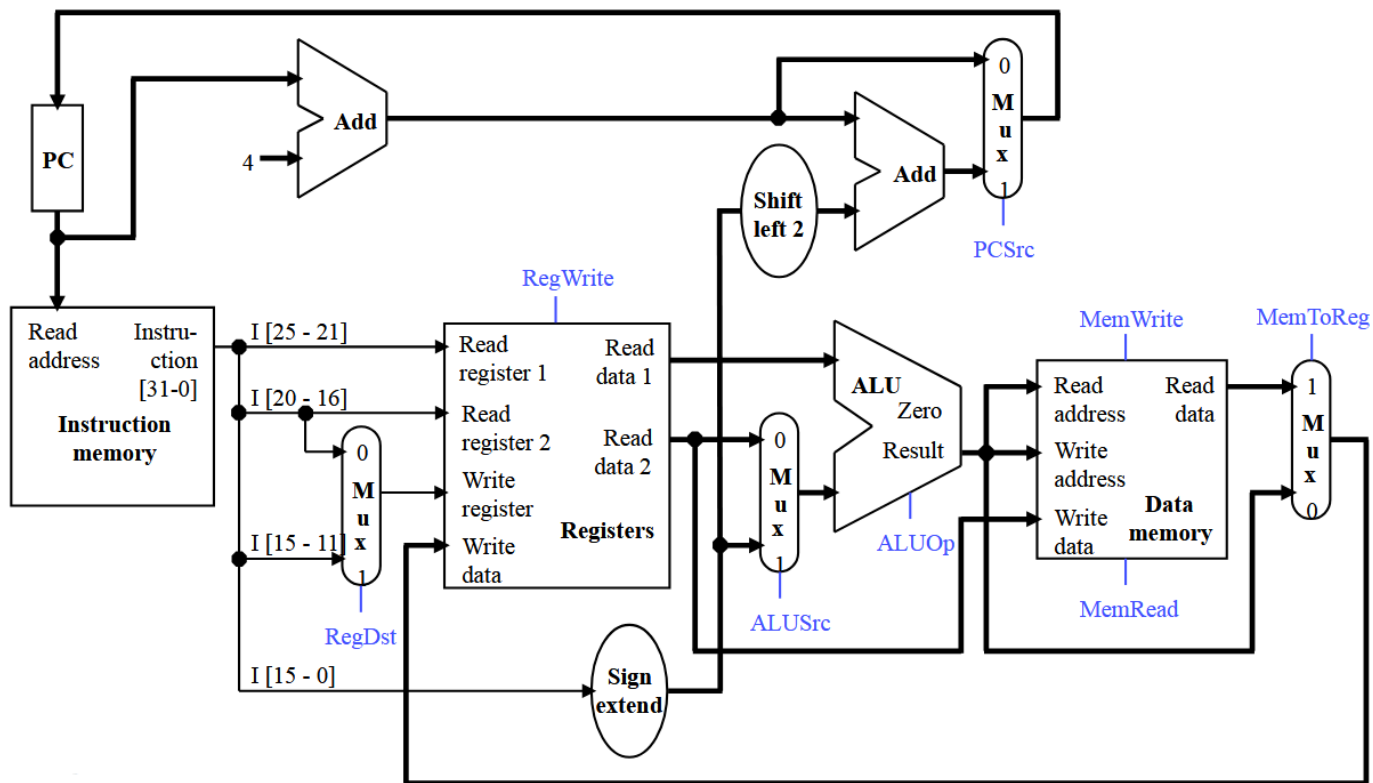 PC
4
Add
Shift
left 2
Add
0
M
u
x
1
PCSrc
Read
address
Instru-
ction
[31-0]
Instruction
memory
I [25 - 21]
I [20 - 16]
I [15 - 11]
I [15 - 0]
0
M
u
x
1
RegDst
RegWrite
Read
register 1
Read
register 2
Write
register
Write
data
Read
data 1
Read
data 2
Registers
Sign
extend
0
M
u
x
1
ALUSrc
ALU
Zero
Result
ALUOp
MemWrite
Read
address
Write
address
Write
data
Read
data
Data
memory
MemRead
MemToReg
1
M
u
x
0